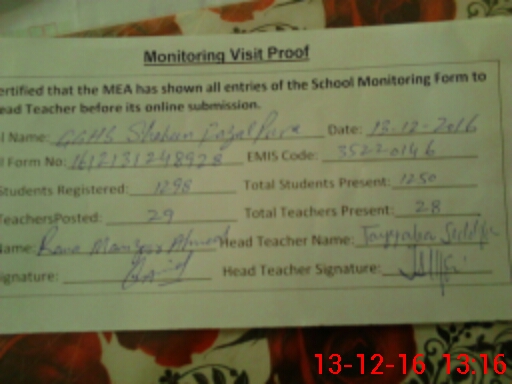 Monitoring Visit Proof
ertified that the MEA has shown all entries of the School Monitoring Form to
ead Teacher before its online submission.
l Name: GGHS Date: 13-12-2016
l Form No: 1612131248928 EMIS Code: 35220146
Students Registered: 1298 Total Students Present: 1250
TeachersPosted: 29 Total Teachers Present: 28
Name: Rana Head Teacher Name: Tayyaba
ignature: Head Teacher Signature:
13-12-16 13:16